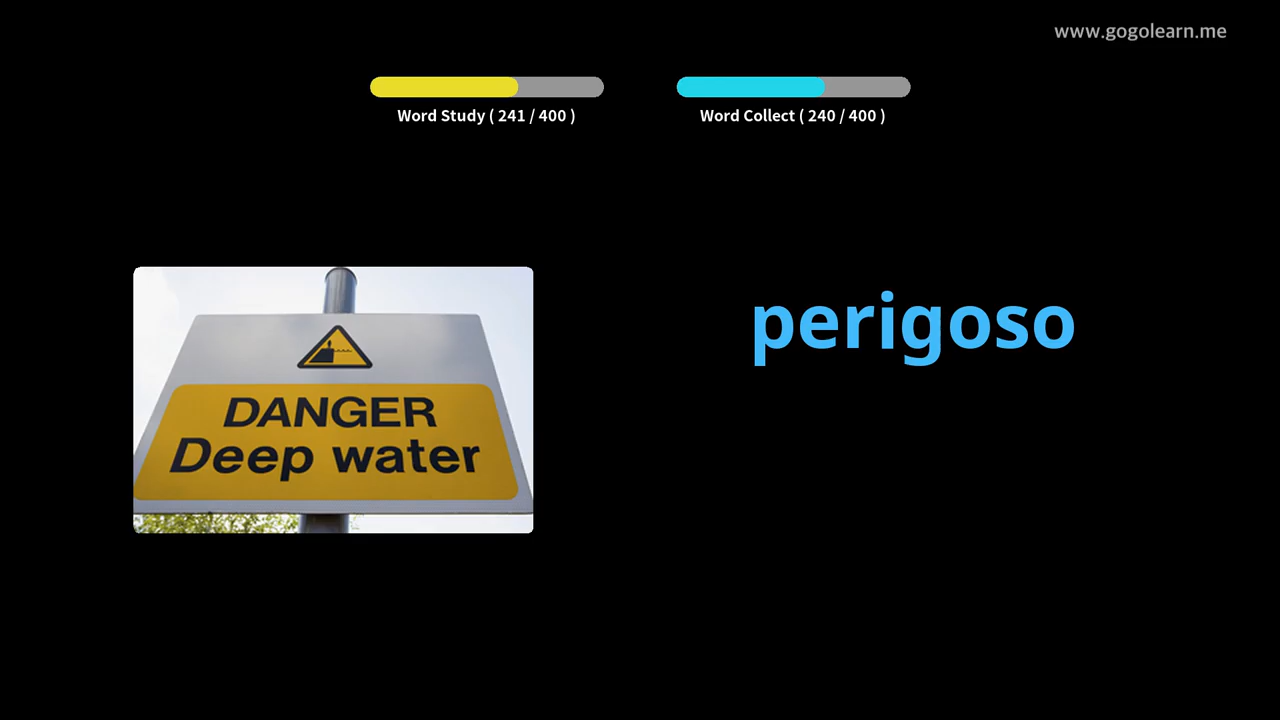 www.gogolearn.me
Word Study ( 241 / 400 )
Word Collect ( 240 / 400 )
perigoso
DANGER
Deep water